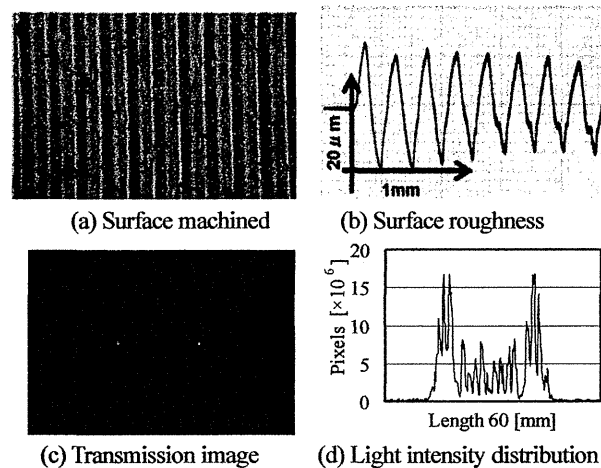 20μm
1mm
(a) Surface machined
(b) Surface roughness
20
15
10
5
0
Pixels [×10⁶]
Length 60 [mm]
(c) Transmission image
(d) Light intensity distribution